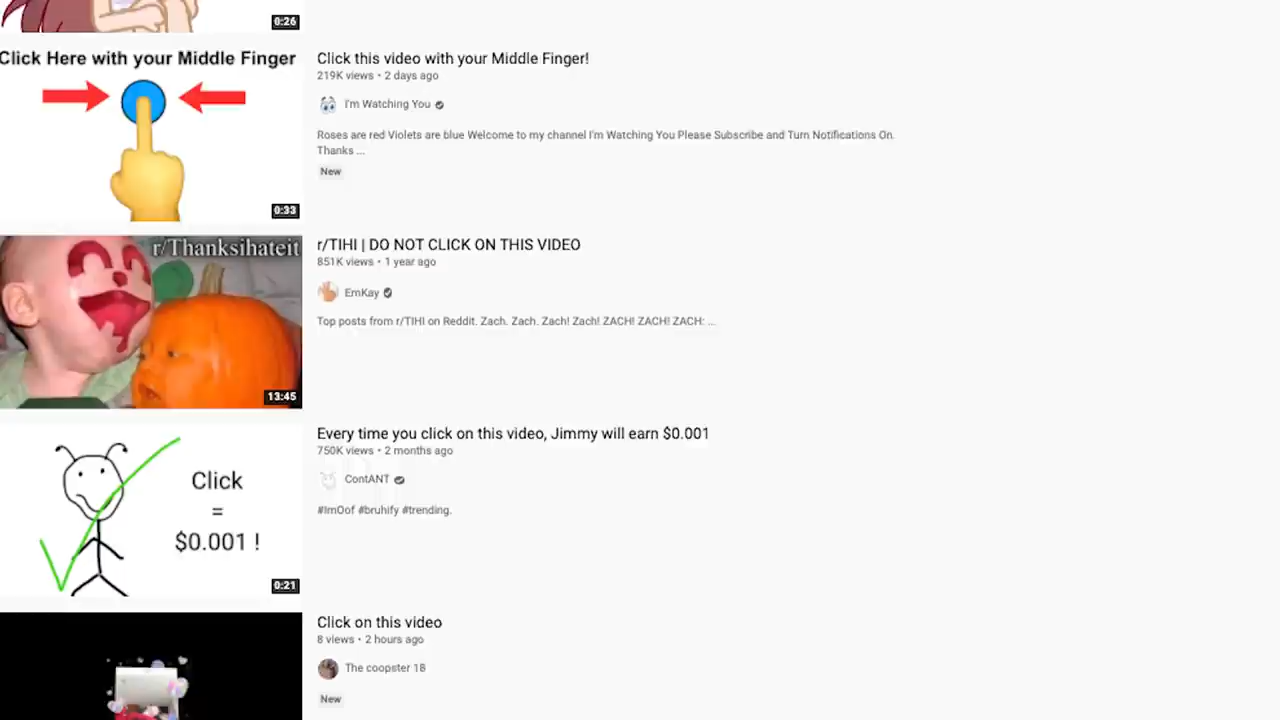 0:26
Click Here with your Middle Finger
0:33
Click this video with your Middle Finger!
219K views • 2 days ago
I'm Watching You
Roses are red Violets are blue Welcome to my channel I'm Watching You Please Subscribe and Turn Notifications On.
Thanks ...
New
r/Thanksihateit
13:45
r/TIHI | DO NOT CLICK ON THIS VIDEO
851K views • 1 year ago
EmKay
Top posts from r/TIHI on Reddit. Zach. Zach. Zach! Zach! ZACH! ZACH! ZACH: ...
Click
=
$0.001 !
0:21
Every time you click on this video, Jimmy will earn $0.001
750K views • 2 months ago
ContANT
#ImOof #bruhify #trending.
Click on this video
8 views • 2 hours ago
The coopster 18
New